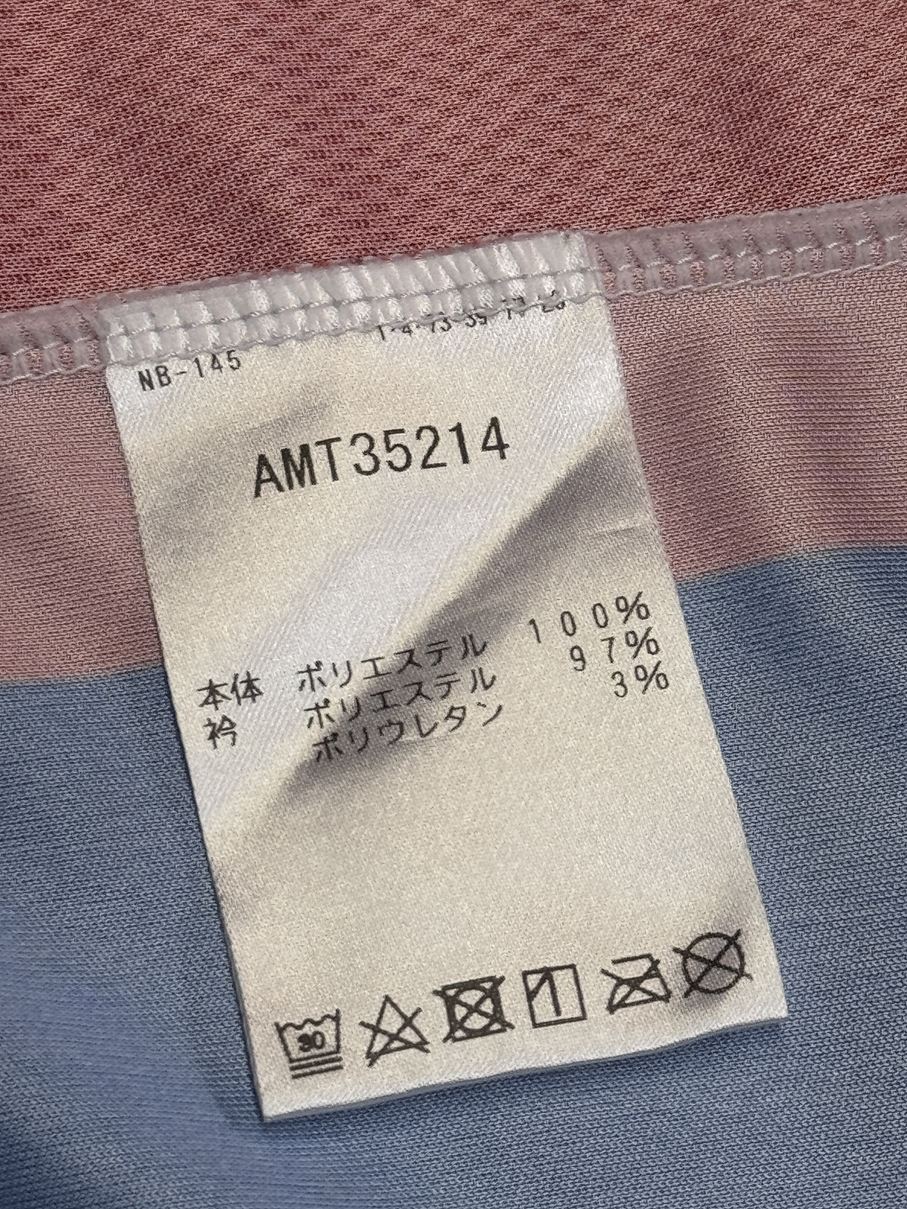 NB-145
AMT35214
本体 ポリエステル 100%
衿 ポリエステル 97%
ポリウレタン 3%
30